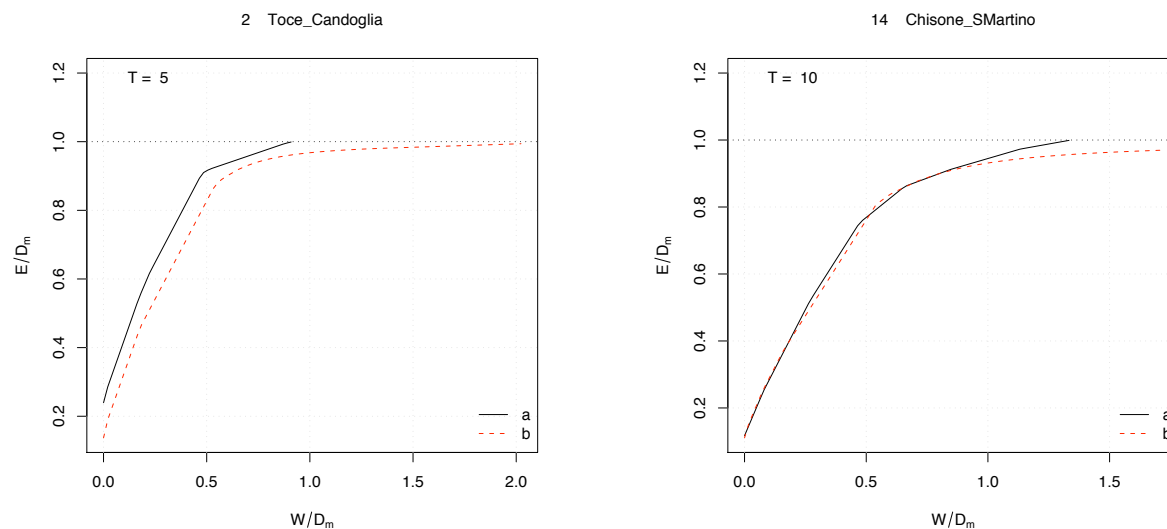 2 Toce_Candoglia
T = 5
1.2
1.0
0.8
0.6
0.4
0.2
E/Dm
0.0 0.5 1.0 1.5 2.0
W/Dm
a
b
14 Chisone_SMartino
T = 10
1.2
1.0
0.8
0.6
0.4
0.2
E/Dm
0.0 0.5 1.0 1.5
W/Dm
a
b